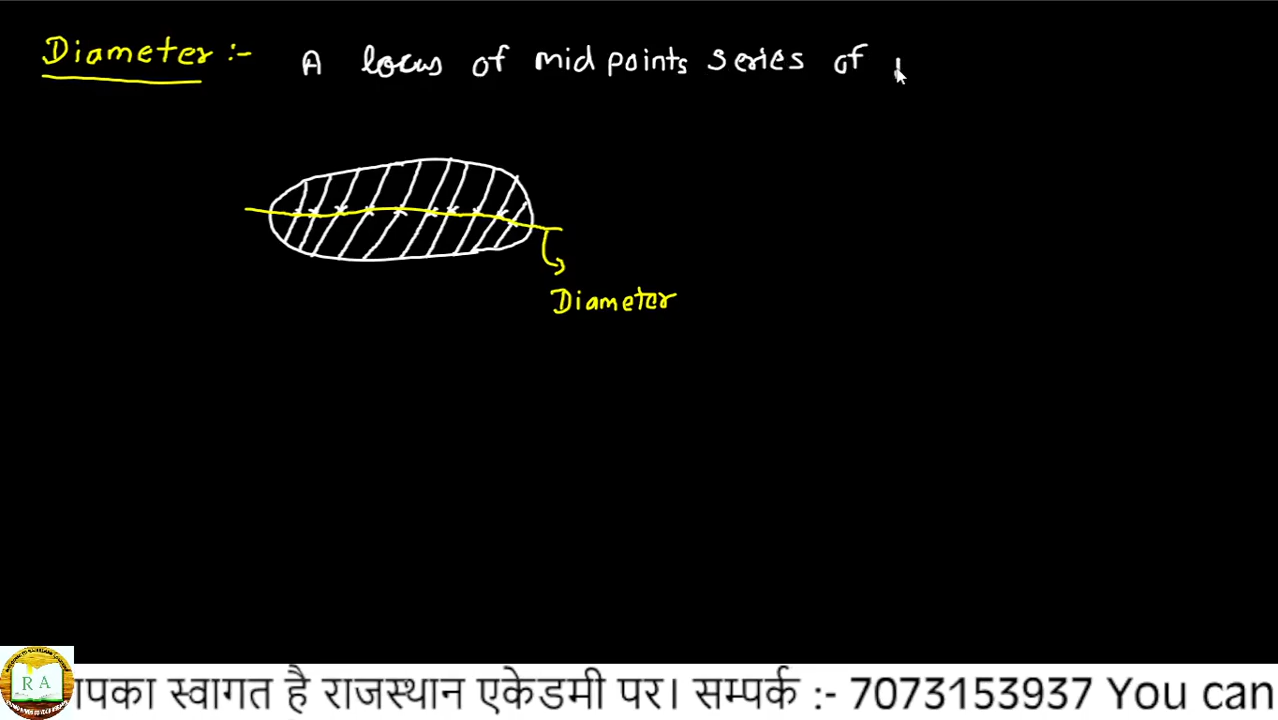 Diameter :- A locus of mid points series of
Diameter
R A
पका स्वागत है राजस्थान एकेडमी पर। सम्पर्क :- 7073153937 You can